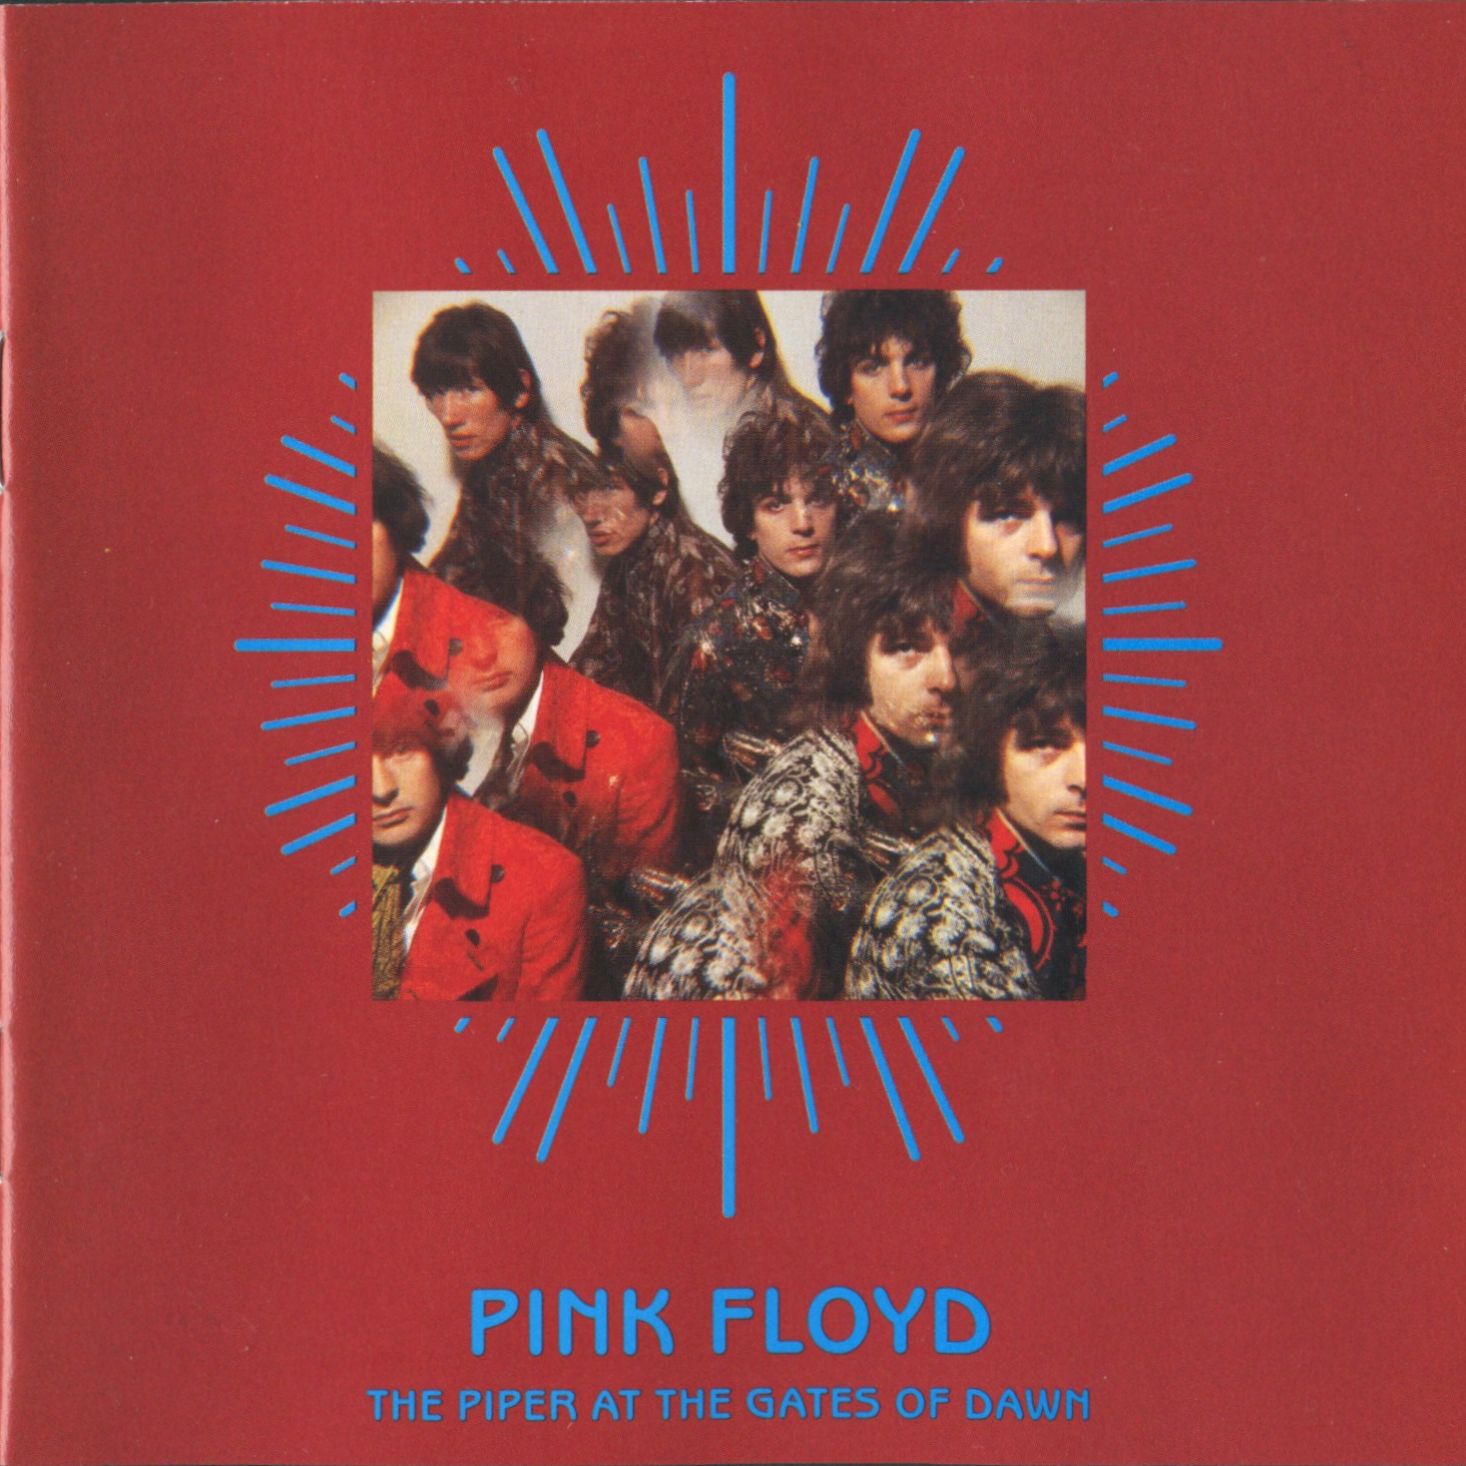 PINK FLOYD
THE PIPER AT THE GATES OF DAWN